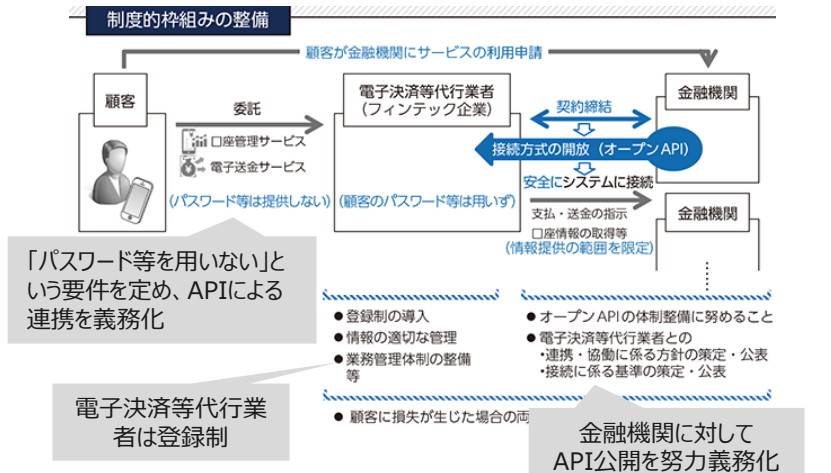 制度的枠組みの整備
顧客が金融機関にサービスの利用申請
顧客
委託
口座管理サービス
電子送金サービス
(パスワード等は提供しない)
電子決済等代行業者
(フィンテック企業)
(顧客のパスワード等は用いず)
契約締結
接続方式の開放（オープンAPI）
安全にシステムに接続
支払・送金の指示
口座情報の取得等
(情報提供の範囲を限定)
金融機関
金融機関
「パスワード等を用いない」と
いう要件を定め、APIによる
連携を義務化
●登録制の導入
●情報の適切な管理
●業務管理体制の整備
等
●オープンAPIの体制整備に努めること
●電子決済等代行業者との
・連携・協働に係る方針の策定・公表
・接続に係る基準の策定・公表
● 顧客に損失が生じた場合の両
電子決済等代行業
者は登録制
金融機関に対して
API公開を努力義務化